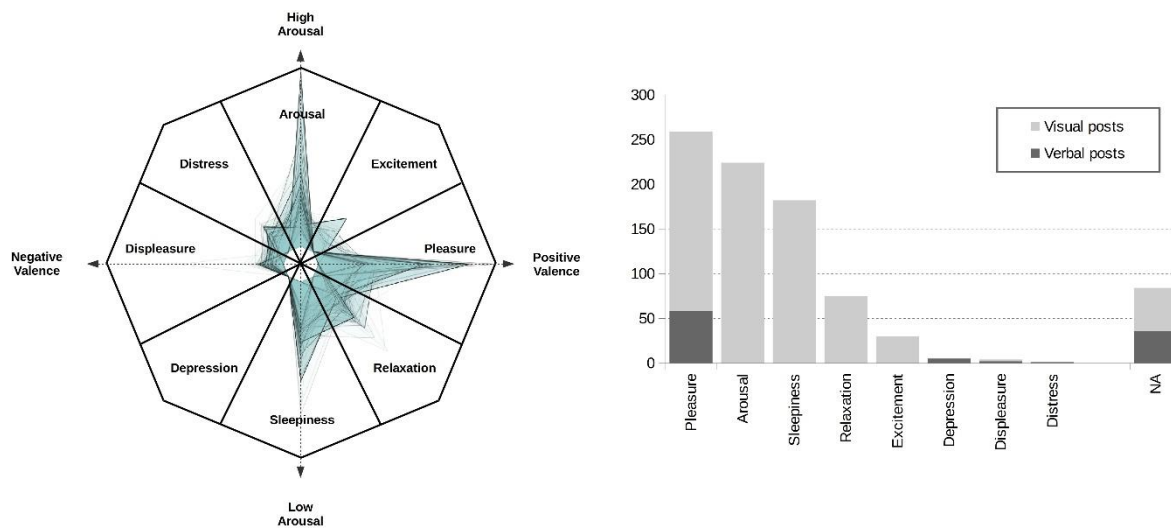 High
Arousal
Arousal
Distress
Excitement
Negative
Valence
Displeasure
Pleasure
Positive
Valence
Depression
Relaxation
Sleepiness
Low
Arousal
300
250
200
150
100
50
0
Visual posts
Verbal posts
Pleasure
Arousal
Sleepiness
Relaxation
Excitement
Depression
Displeasure
Distress
NA